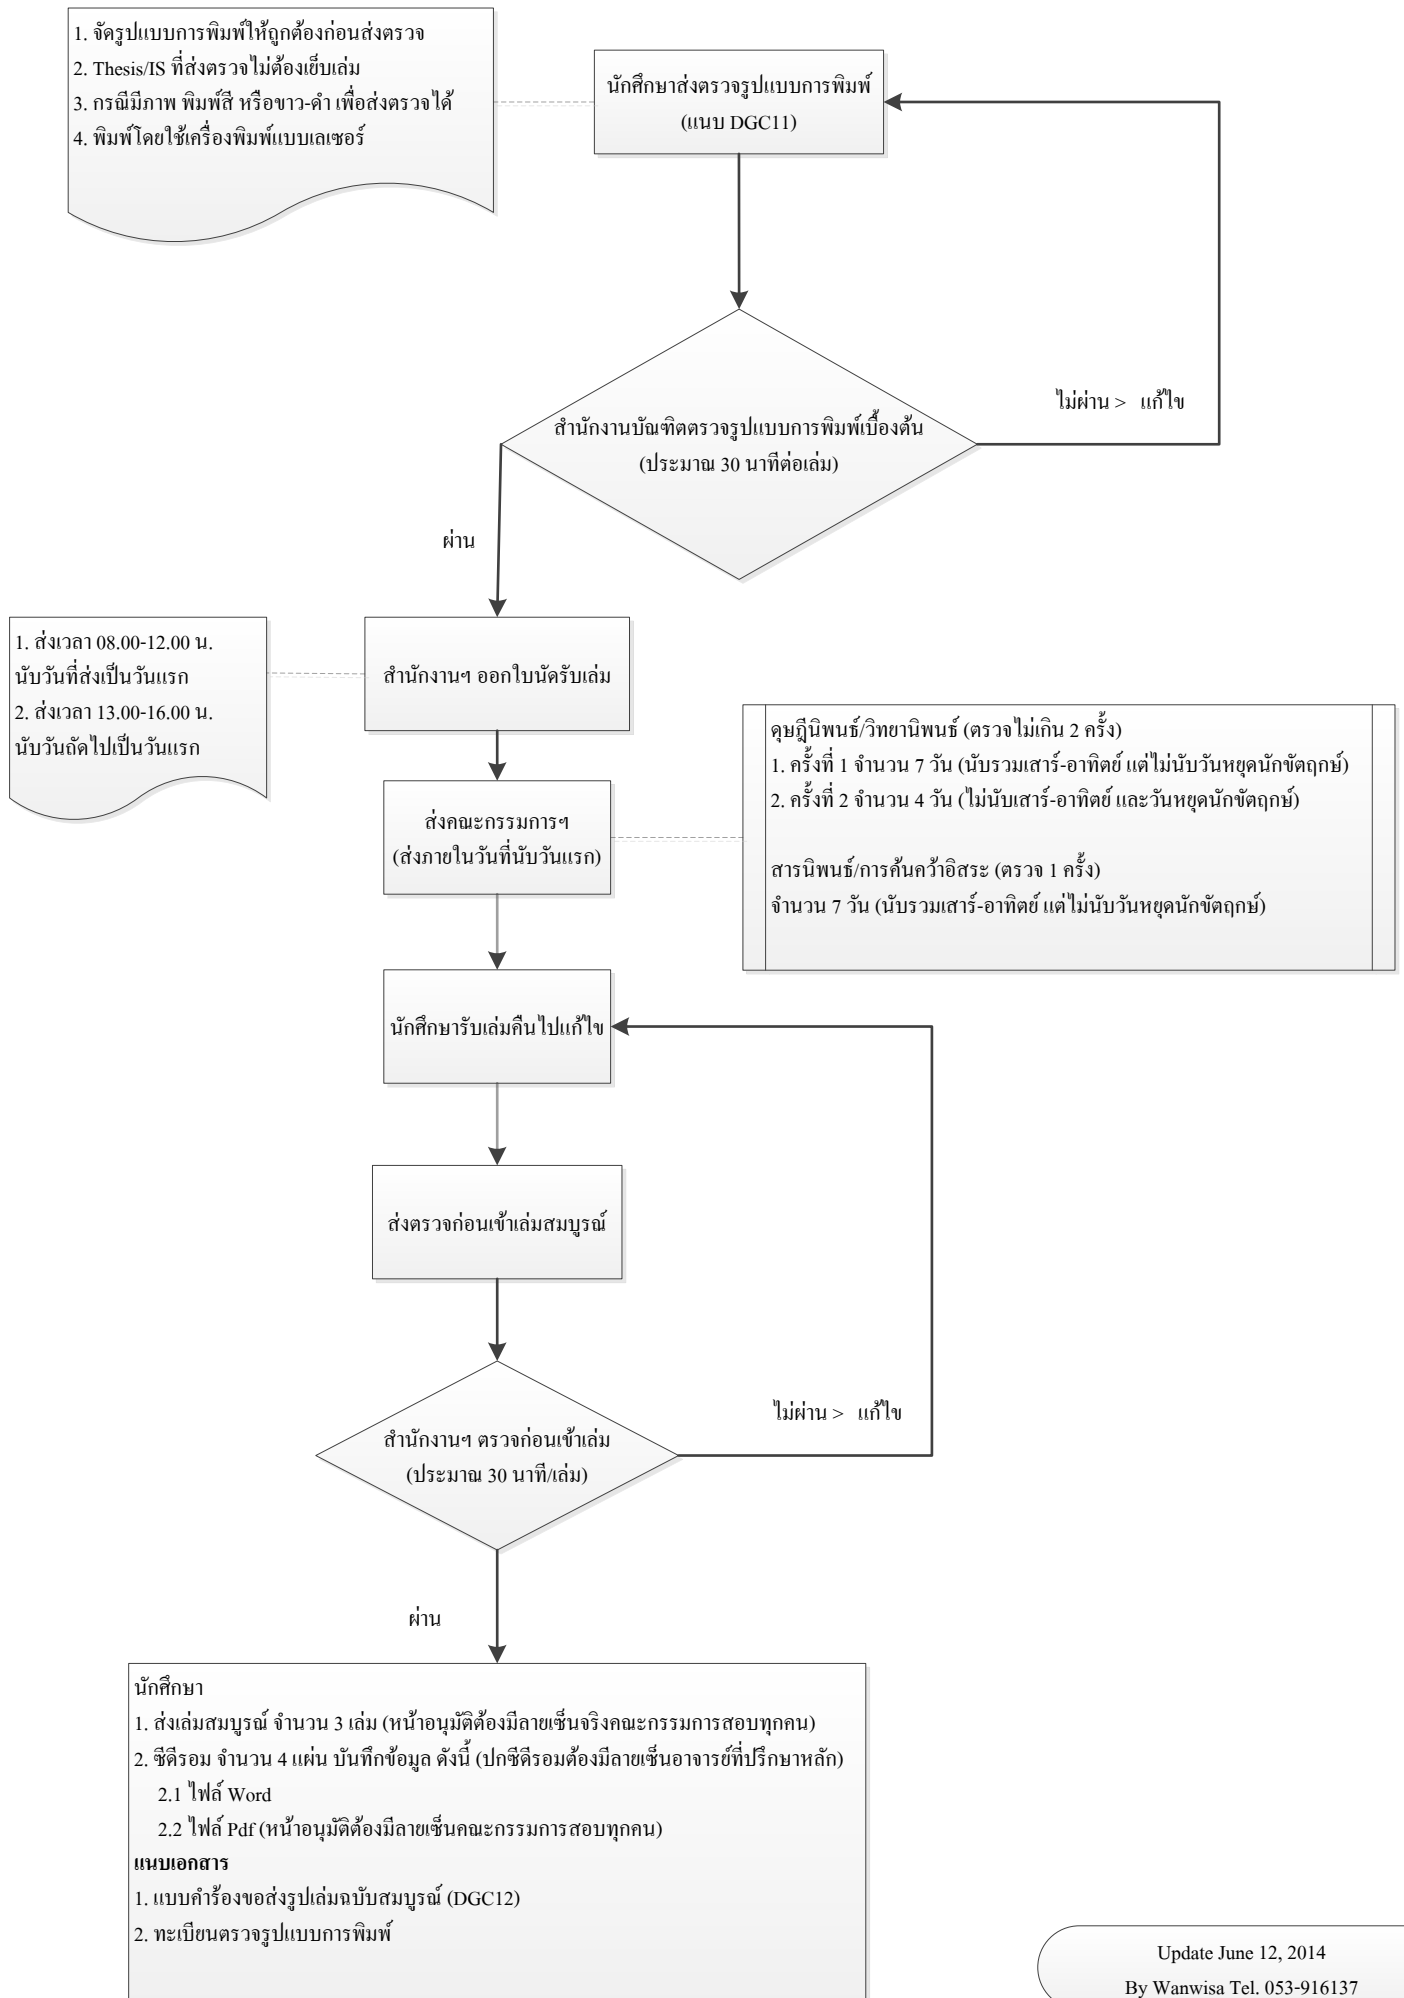 1. จัดรูปแบบการพิมพ์ให้ถูกต้องก่อนส่งตรวจ
2. Thesis/IS ที่ส่งตรวจไม่ต้องเย็บเล่ม
3. กรณีมีภาพ พิมพ์สี หรือขาว-ดำ เพื่อส่งตรวจได้
4. พิมพ์โดยใช้เครื่องพิมพ์แบบเลเซอร์
นักศึกษาส่งตรวจรูปแบบการพิมพ์
(แนบ DGC11)
ไม่ผ่าน > แก้ไข
สำนักงานบัณฑิตตรวจรูปแบบการพิมพ์เบื้องต้น
(ประมาณ 30 นาทีต่อเล่ม)
ผ่าน
1. ส่งเวลา 08.00-12.00 น.
นับวันที่ส่งเป็นวันแรก
2. ส่งเวลา 13.00-16.00 น.
นับวันถัดไปเป็นวันแรก
สำนักงานฯ ออกใบนัดรับเล่ม
ส่งคณะกรรมการฯ
(ส่งภายในวันที่นับวันแรก)
ดุษฎีนิพนธ์/วิทยานิพนธ์ (ตรวจไม่เกิน 2 ครั้ง)
1. ครั้งที่ 1 จำนวน 7 วัน (นับรวมเสาร์-อาทิตย์ แต่ไม่นับวันหยุดนักขัตฤกษ์)
2. ครั้งที่ 2 จำนวน 4 วัน (ไม่นับเสาร์-อาทิตย์ และวันหยุดนักขัตฤกษ์)
สารนิพนธ์/การค้นคว้าอิสระ (ตรวจ 1 ครั้ง)
จำนวน 7 วัน (นับรวมเสาร์-อาทิตย์ แต่ไม่นับวันหยุดนักขัตฤกษ์)
นักศึกษารับเล่มคืนไปแก้ไข
ส่งตรวจก่อนเข้าเล่มสมบูรณ์
ไม่ผ่าน > แก้ไข
สำนักงานฯ ตรวจก่อนเข้าเล่ม
(ประมาณ 30 นาที/เล่ม)
ผ่าน
นักศึกษา
1. ส่งเล่มสมบูรณ์ จำนวน 3 เล่ม (หน้าอนุมัติต้องมีลายเซ็นจริงคณะกรรมการสอบทุกคน)
2. ซีดีรอม จำนวน 4 แผ่น บันทึกข้อมูล ดังนี้ (ปกซีดีรอมต้องมีลายเซ็นอาจารย์ที่ปรึกษาหลัก)
2.1 ไฟล์ Word
2.2 ไฟล์ Pdf (หน้าอนุมัติต้องมีลายเซ็นคณะกรรมการสอบทุกคน)
แนบเอกสาร
1. แบบคำร้องขอส่งรูปเล่มฉบับสมบูรณ์ (DGC12)
2. ทะเบียนตรวจรูปแบบการพิมพ์
Update June 12, 2014
By Wanwisa Tel. 053-916137